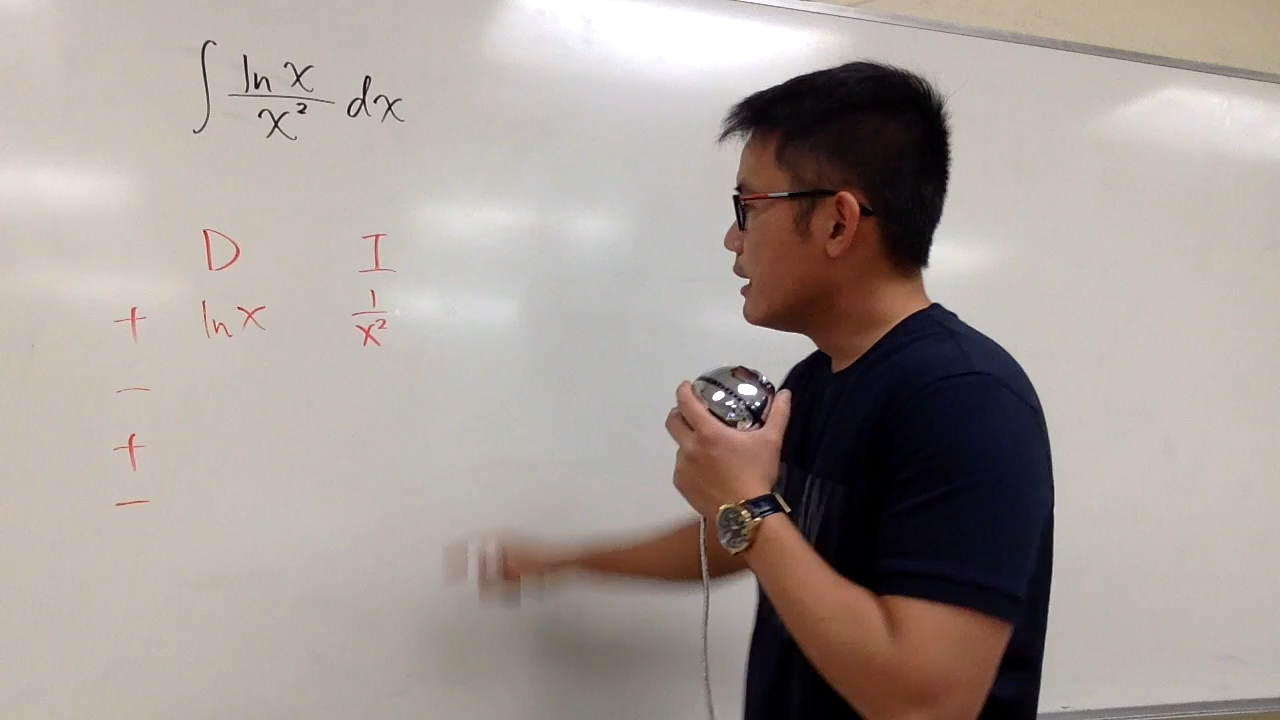 ∫ ln x / x² dx
D I
+ ln x 1/x²
−
+
−